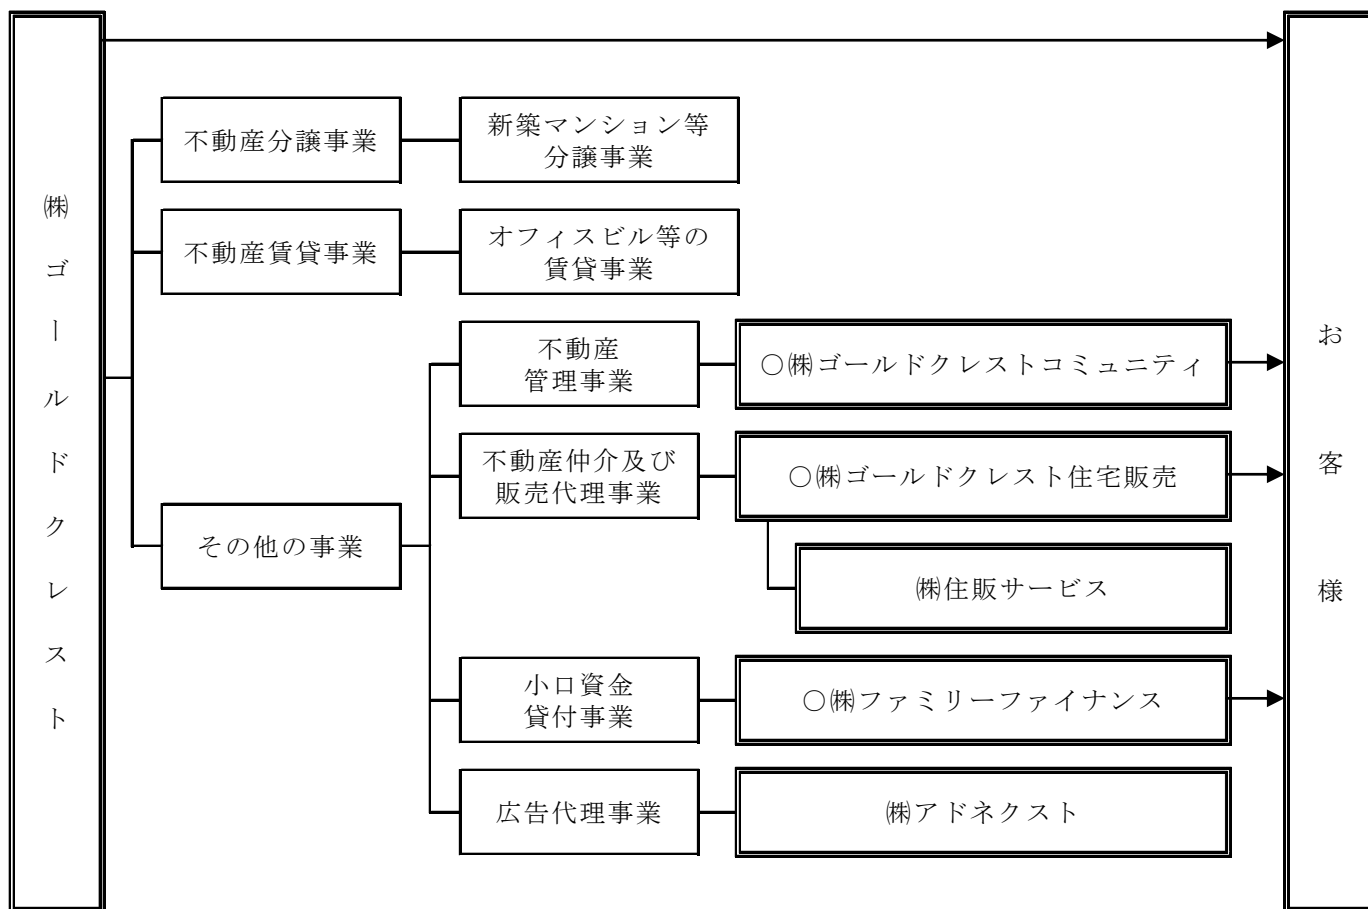 ㈱ゴールドクレスト
不動産分譲事業
新築マンション等
分譲事業
不動産賃貸事業
オフィスビル等の
賃貸事業
その他の事業
不動産
管理事業
○㈱ゴールドクレストコミュニティ
不動産仲介及び
販売代理事業
○㈱ゴールドクレスト住宅販売
㈱住販サービス
小口資金
貸付事業
○㈱ファミリーファイナンス
広告代理事業
㈱アドネクスト
お客様